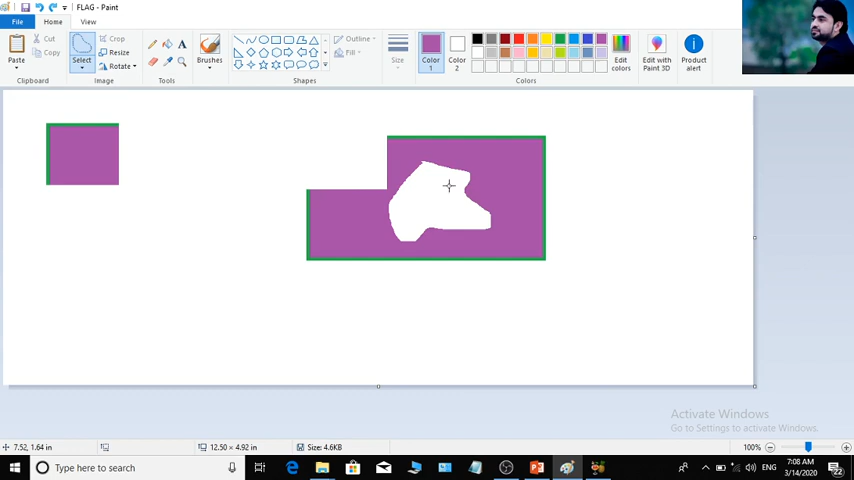 FLAG - Paint
File
Home
View
Paste
Cut
Copy
Clipboard
Select
Crop
Resize
Rotate
Image
A
Tools
Brushes
Outline
Fill
Shapes
Size
Color
1
Color
2
Edit
colors
Colors
Edit with
Paint 3D
Product
alert
Activate Windows
Go to Settings to activate Windows.
7.52, 1.64 in
12.50 × 4.92 in
Size: 4.6KB
100%
Type here to search
ENG
7:08 AM
3/14/2020
22